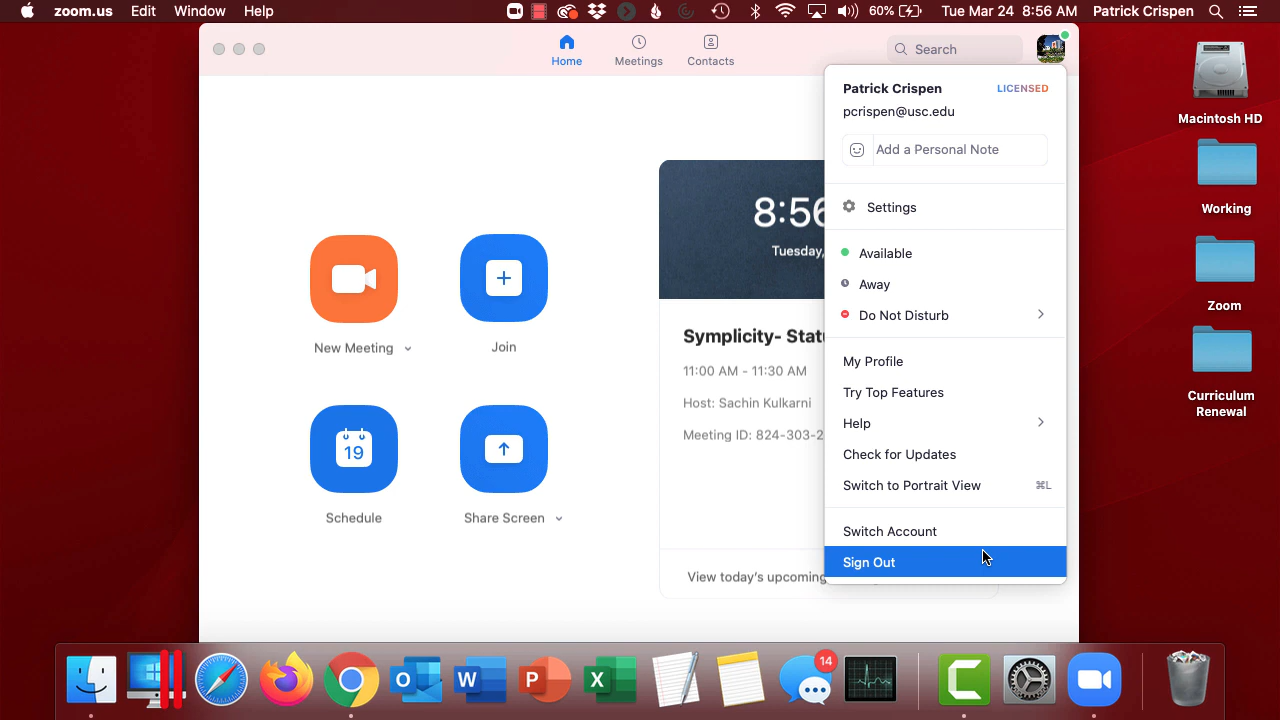 zoom.us Edit Window Help 60% Tue Mar 24 8:56 AM Patrick Crispen
Home Meetings Contacts Search
Patrick Crispen LICENSED
pcrispen@usc.edu
Add a Personal Note
Settings
Available
Away
Do Not Disturb
My Profile
Try Top Features
Help
Check for Updates
Switch to Portrait View ⌘L
Switch Account
Sign Out
New Meeting
Join
19
Schedule
Share Screen
8:56
Tuesday,
Symplicity- Stat
11:00 AM - 11:30 AM
Host: Sachin Kulkarni
Meeting ID: 824-303-2
View today's upcoming
Macintosh HD
Working
Zoom
Curriculum
Renewal
O
W
P
X
14
C